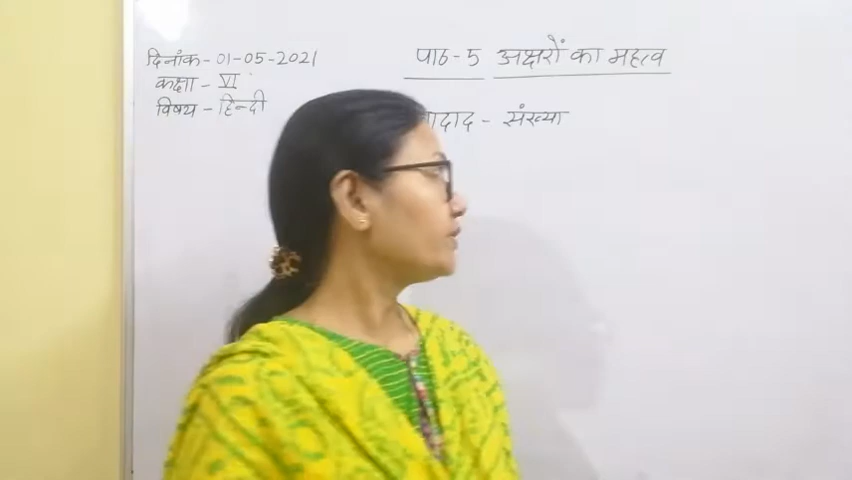 दिनांक - 01-05-2021
पाठ - 5 अक्षरों का महत्व
कक्षा - VI
विषय - हिन्दी
- संख्या